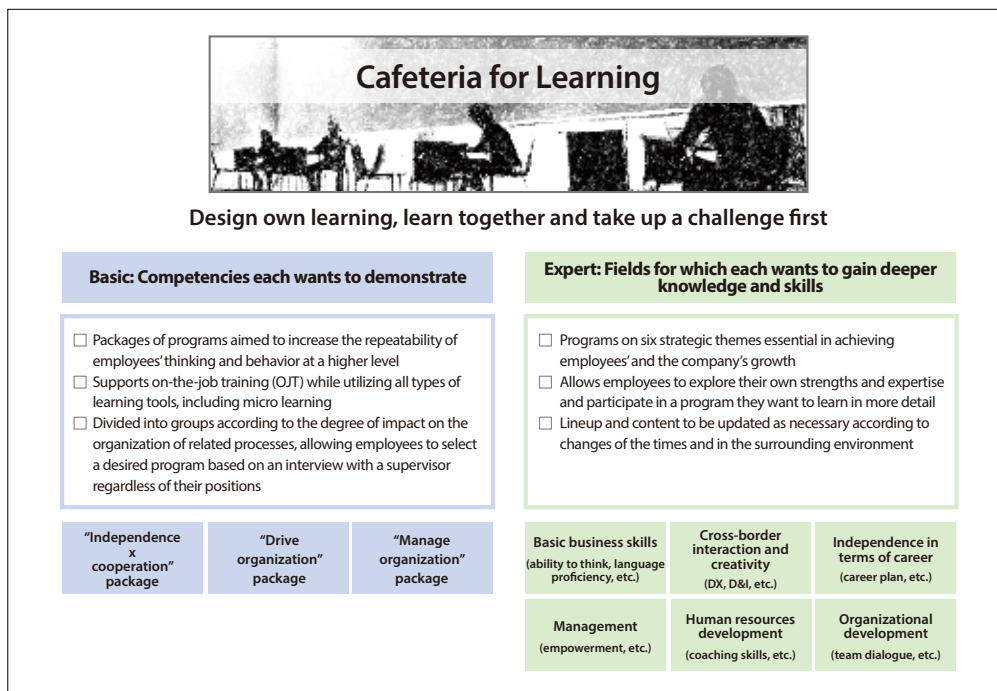 Cafeteria for Learning
Design own learning, learn together and take up a challenge first
Basic: Competencies each wants to demonstrate
□ Packages of programs aimed to increase the repeatability of
employees' thinking and behavior at a higher level
□ Supports on-the-job training (OJT) while utilizing all types of
learning tools, including micro learning
□ Divided into groups according to the degree of impact on the
organization of related processes, allowing employees to select
a desired program based on an interview with a supervisor
regardless of their positions
"Independence
x
cooperation"
package
"Drive
organization"
package
"Manage
organization"
package
Expert: Fields for which each wants to gain deeper
knowledge and skills
□ Programs on six strategic themes essential in achieving
employees' and the company's growth
□ Allows employees to explore their own strengths and expertise
and participate in a program they want to learn in more detail
□ Lineup and content to be updated as necessary according to
changes of the times and in the surrounding environment
Basic business skills
(ability to think, language
proficiency, etc.)
Cross-border
interaction and
creativity
(DX, D&I, etc.)
Independence in
terms of career
(career plan, etc.)
Management
(empowerment, etc.)
Human resources
development
(coaching skills, etc.)
Organizational
development
(team dialogue, etc.)